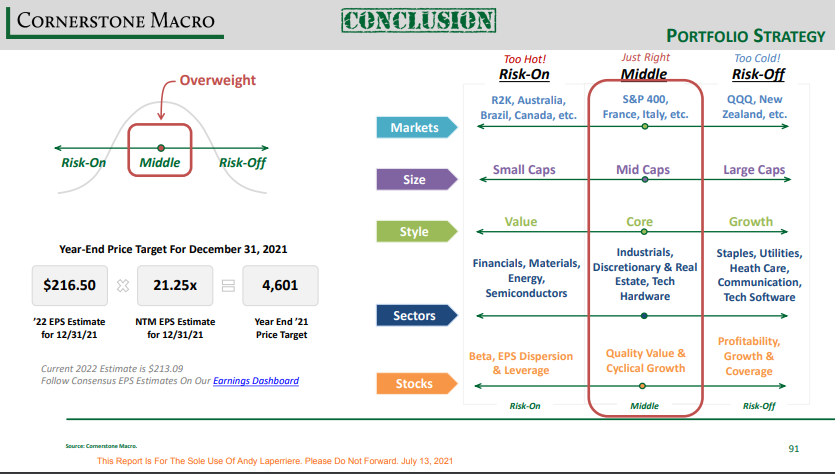 CORNERSTONE MACRO
CONCLUSION
PORTFOLIO STRATEGY
Overweight
Risk-On
Middle
Risk-Off
Year-End Price Target For December 31, 2021
$216.50
21.25x
4,601
’22 EPS Estimate
for 12/31/21
NTM EPS Estimate
for 12/31/21
Year End ’21
Price Target
Current 2022 Estimate is $213.09
Follow Consensus EPS Estimates On Our Earnings Dashboard
Too Hot!
Risk-On
Just Right
Middle
Too Cold!
Risk-Off
Markets
R2K, Australia,
Brazil, Canada, etc.
S&P 400,
France, Italy, etc.
QQQ, New
Zealand, etc.
Size
Small Caps
Mid Caps
Large Caps
Style
Value
Core
Growth
Sectors
Financials, Materials,
Energy,
Semiconductors
Industrials,
Discretionary & Real
Estate, Tech
Hardware
Staples, Utilities,
Heath Care,
Communication,
Tech Software
Stocks
Beta, EPS Dispersion
& Leverage
Quality Value &
Cyclical Growth
Profitability,
Growth &
Coverage
Risk-On
Middle
Risk-Off
Source: Cornerstone Macro.
91
This Report Is For The Sole Use Of Andy Laperriere. Please Do Not Forward. July 13, 2021